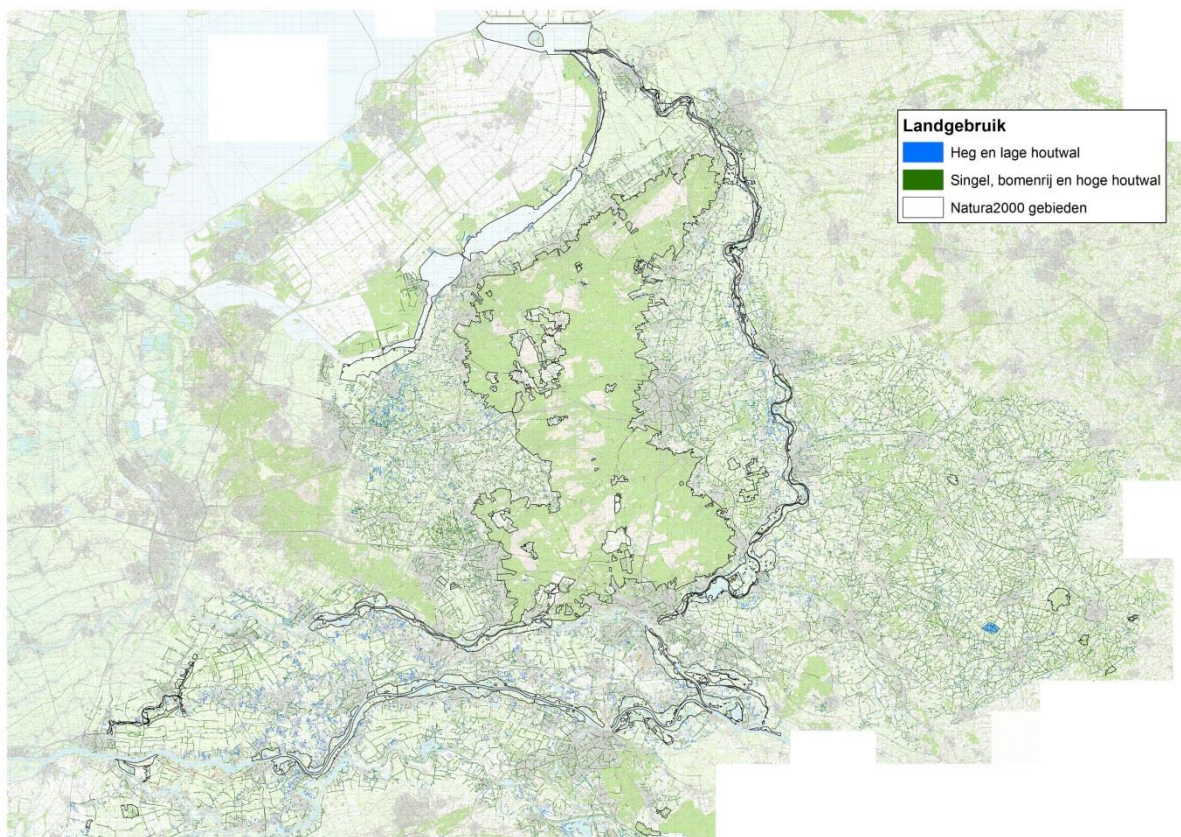 Landgebruik
Heg en lage houtwal
Singel, bomenrij en hoge houtwal
Natura2000 gebieden